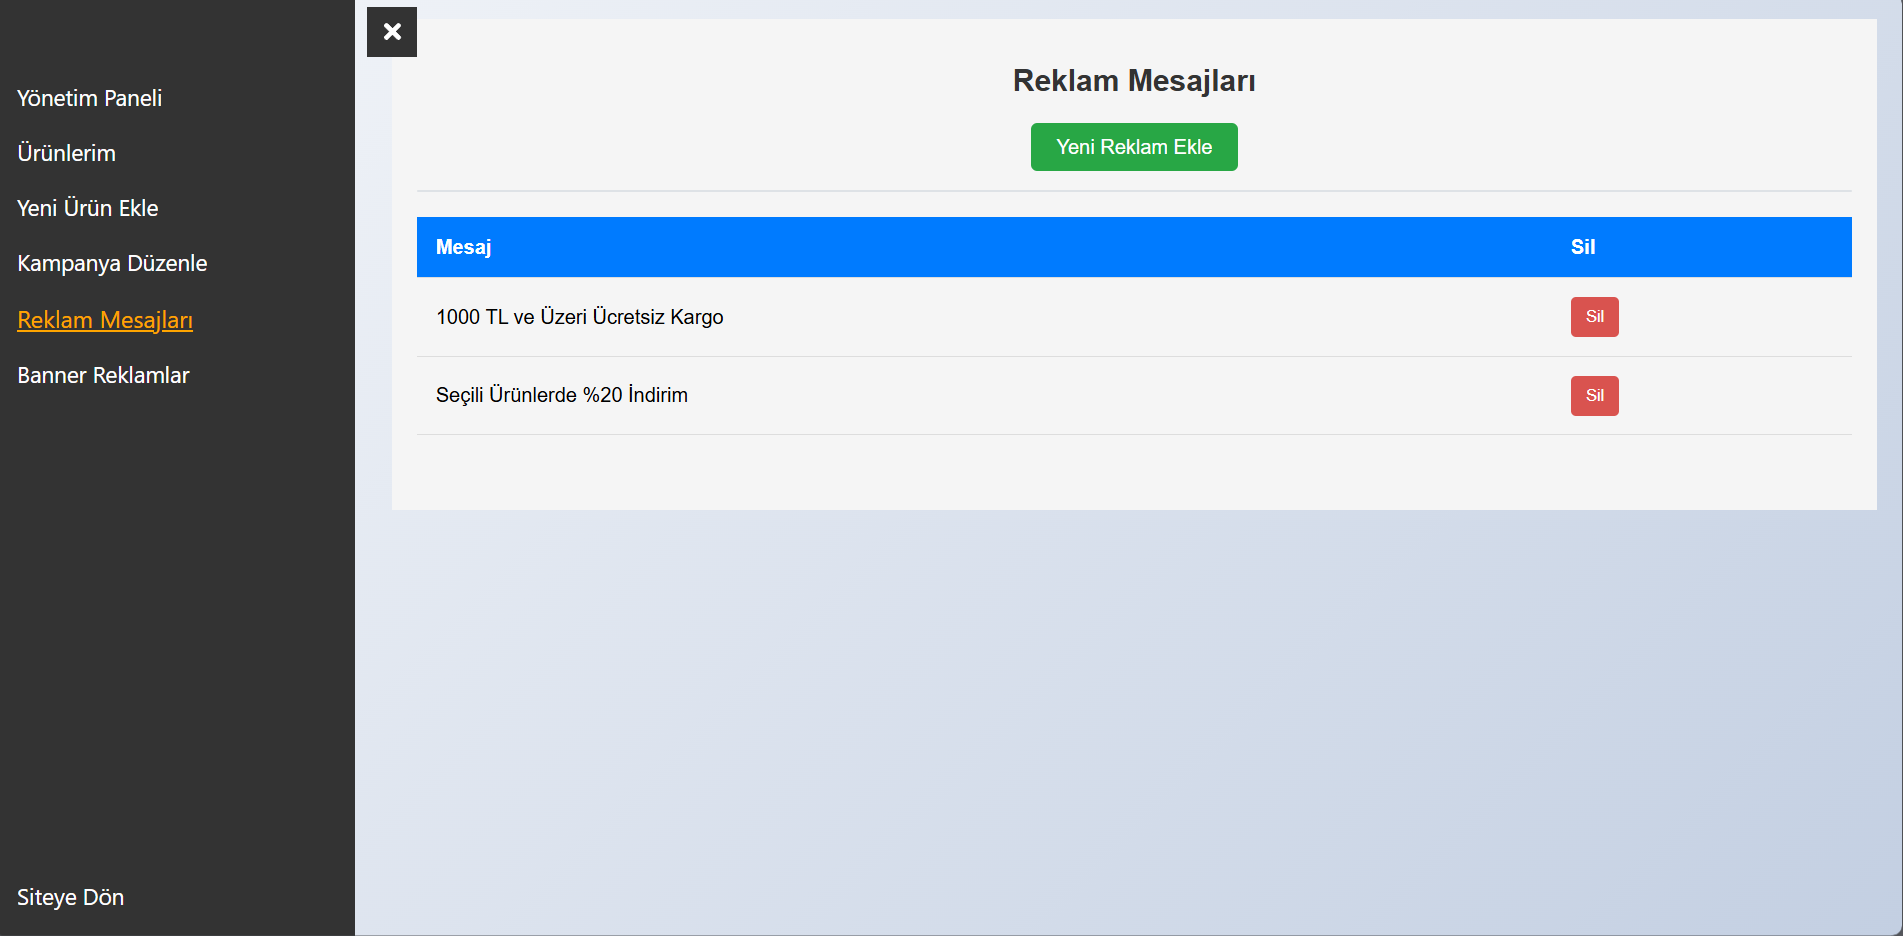 Yönetim Paneli
Ürünlerim
Yeni Ürün Ekle
Kampanya Düzenle
Reklam Mesajları
Banner Reklamlar
Siteye Dön
Reklam Mesajları
Yeni Reklam Ekle
Mesaj Sil
1000 TL ve Üzeri Ücretsiz Kargo Sil
Seçili Ürünlerde %20 İndirim Sil